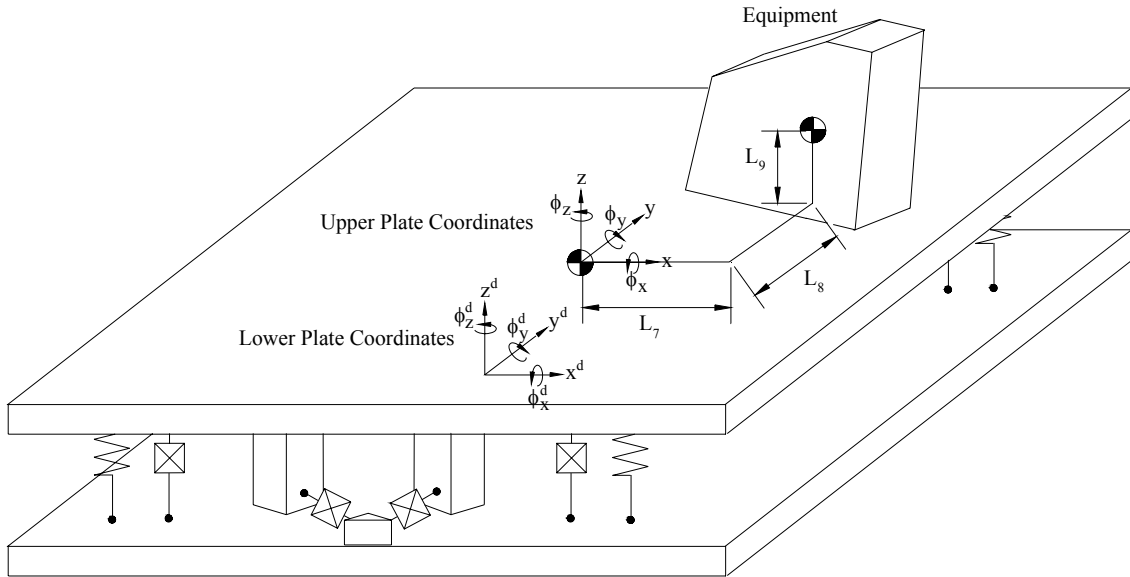 Equipment
L₉
z
ϕz
ϕy
y
Upper Plate Coordinates
x
ϕx
L₈
zᵈ
L₇
ϕzᵈ
ϕyᵈ
yᵈ
Lower Plate Coordinates
xᵈ
ϕxᵈ